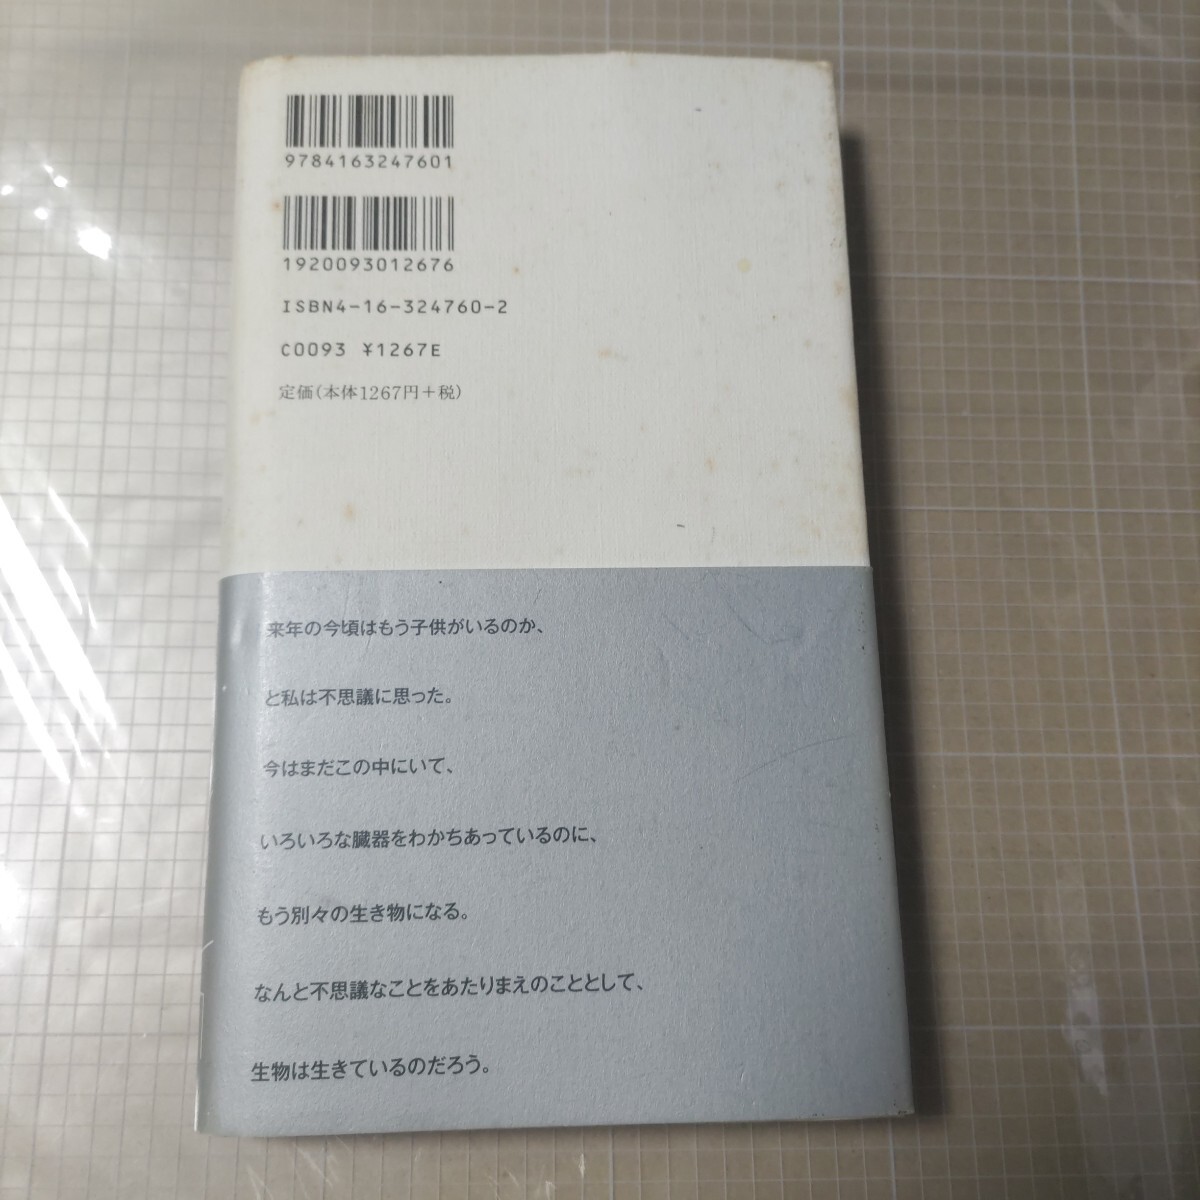 9784163247601
1920093012676
ISBN4-16-324760-2
C0093 ¥1267E
定価(本体1267円+税)
来年の今頃はもう子供がいるのか、
と私は不思議に思った。
今はまだこの中にいて、
いろいろな臓器をわかちあっているのに、
もう別々の生き物になる。
なんと不思議なことをあたりまえのこととして、
生物は生きているのだろう。